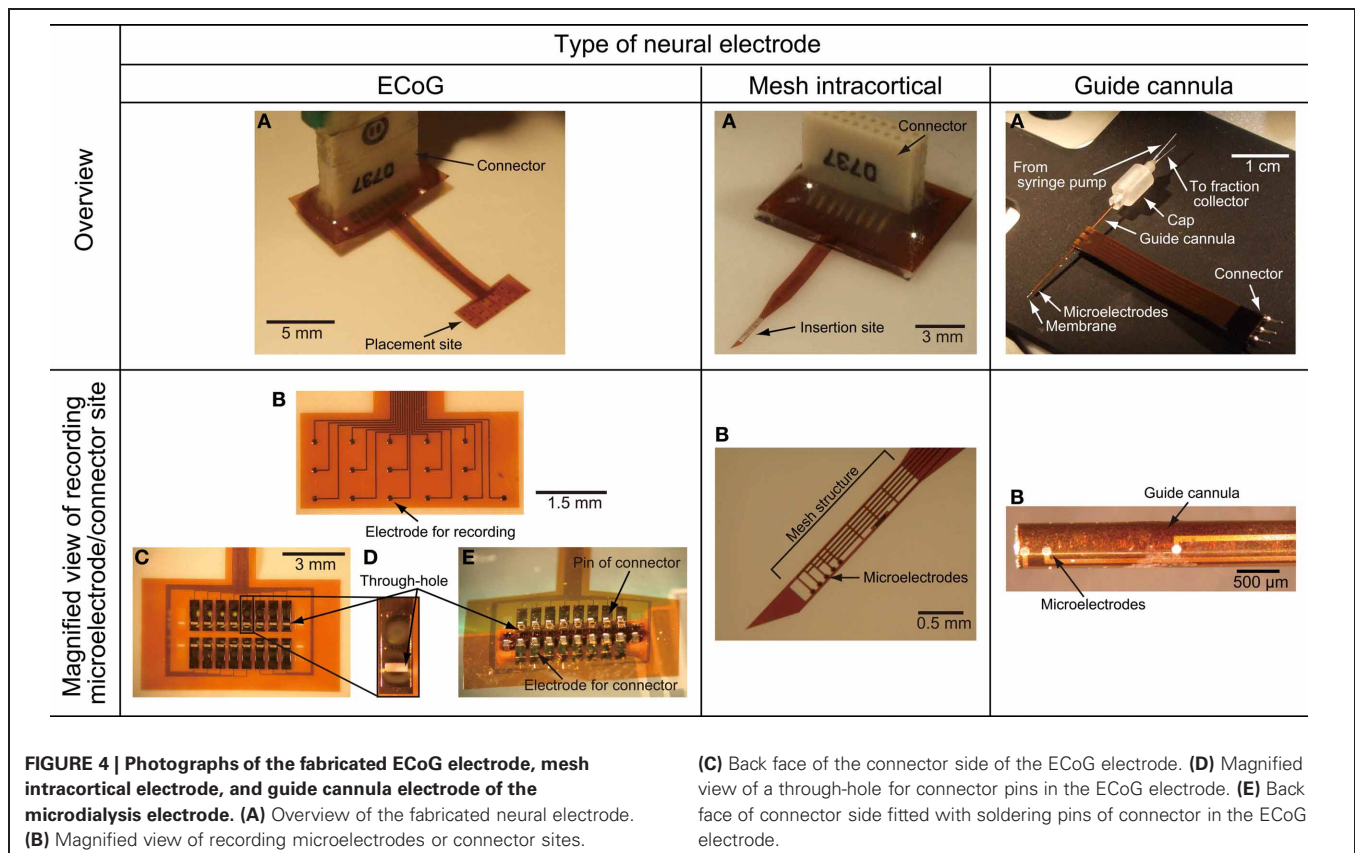 Type of neural electrode
ECoG
Mesh intracortical
Guide cannula
Overview
A
Connector
D737
5 mm
Placement site
A
Connector
D737
Insertion site
3 mm
A
From
syringe pump
1 cm
To fraction
collector
Cap
Guide cannula
Connector
Microelectrodes
Membrane
Magnified view of recording
microelectrode/connector site
B
1.5 mm
Electrode for recording
C
3 mm
D
Through-hole
E
Pin of connector
Electrode for connector
B
Mesh structure
Microelectrodes
0.5 mm
B
Guide cannula
500 µm
Microelectrodes
FIGURE 4 | Photographs of the fabricated ECoG electrode, mesh
intracortical electrode, and guide cannula electrode of the
microdialysis electrode. (A) Overview of the fabricated neural electrode.
(B) Magnified view of recording microelectrodes or connector sites.
(C) Back face of the connector side of the ECoG electrode. (D) Magnified
view of a through-hole for connector pins in the ECoG electrode. (E) Back
face of connector side fitted with soldering pins of connector in the ECoG
electrode.